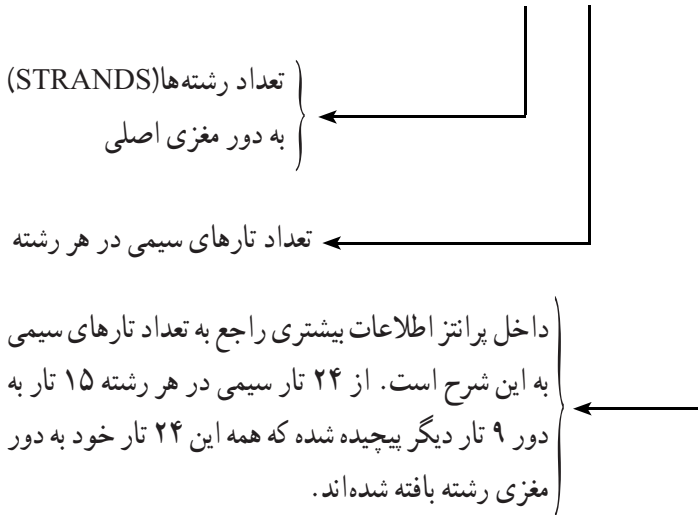 تعداد رشته‌ها(STRANDS)
به دور مغزی اصلی
تعداد تارهای سیمی در هر رشته
داخل پرانتز اطلاعات بیشتری راجع به تعداد تارهای سیمی
به این شرح است. از ۲۴ تار سیمی در هر رشته ۱۵ تار به
دور ۹ تار دیگر پیچیده شده که همه این ۲۴ تار خود به دور
مغزی رشته بافته شده‌اند.